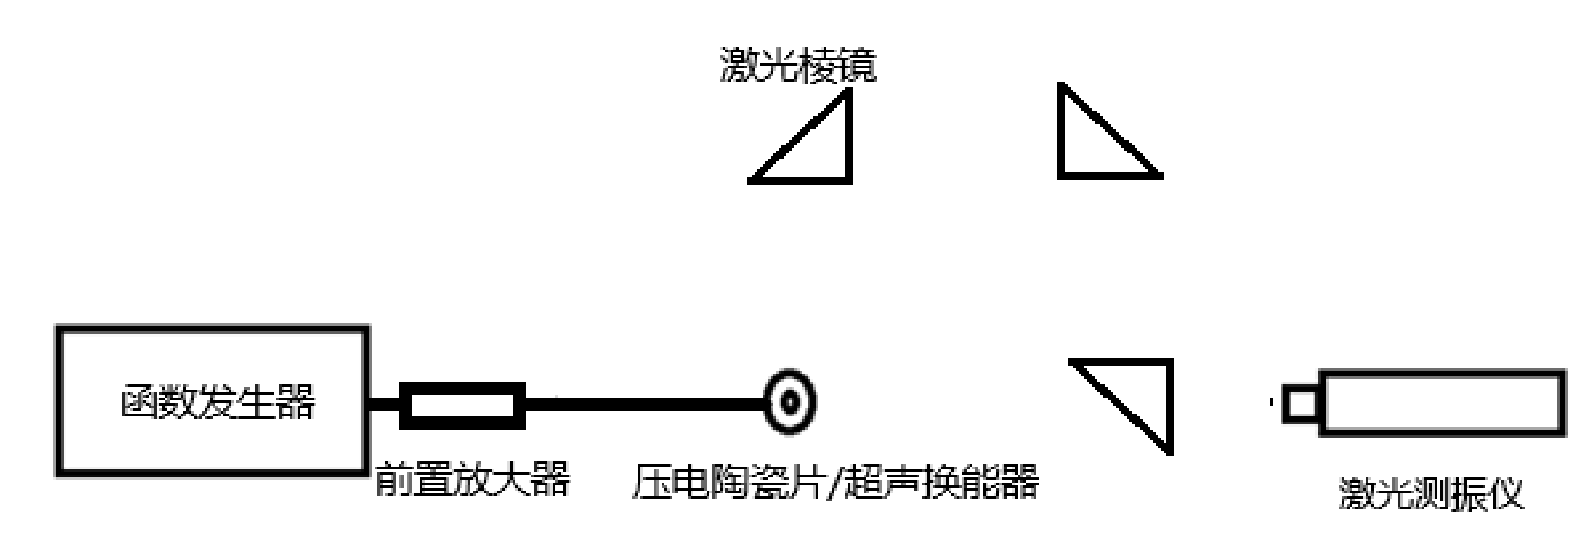 激光棱镜
函数发生器
前置放大器
压电陶瓷片/超声换能器
激光测振仪